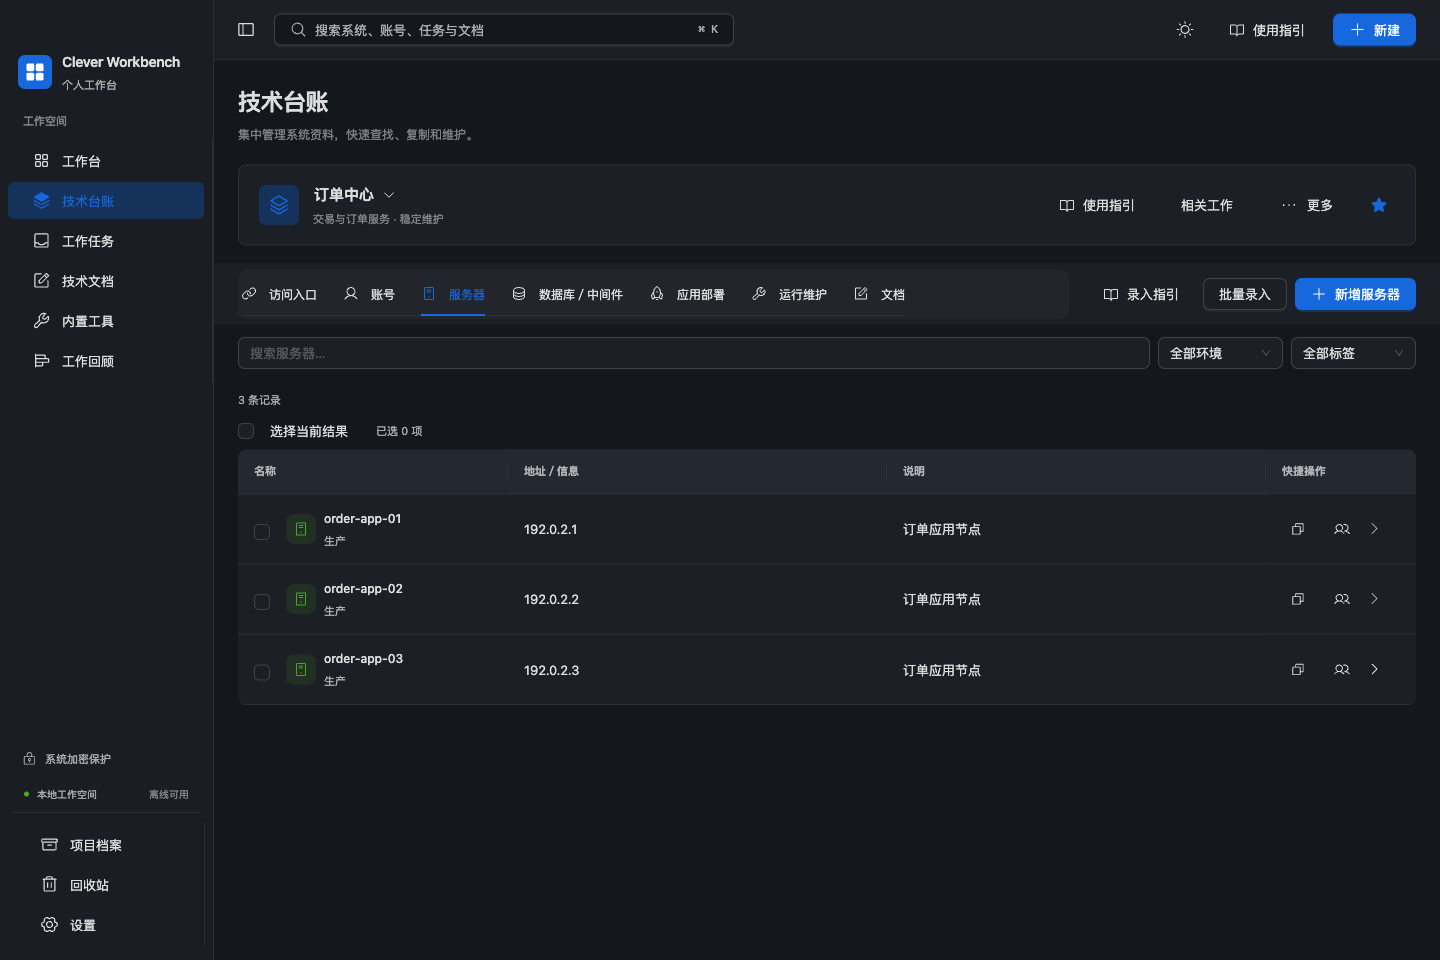 Clever Workbench
个人工作台
工作空间
工作台
技术台账
工作任务
技术文档
内置工具
工作回顾
系统加密保护
本地工作空间 离线可用
项目档案
回收站
设置
搜索系统、账号、任务与文档 ⌘ K
使用指引
新建
技术台账
集中管理系统资料，快速查找、复制和维护。
订单中心
交易与订单服务 · 稳定维护
使用指引 相关工作 ··· 更多
访问入口 账号 服务器 数据库 / 中间件 应用部署 运行维护 文档
录入指引 批量录入 新增服务器
搜索服务器... 全部环境 全部标签
3 条记录
选择当前结果 已选 0 项
名称 地址 / 信息 说明 快捷操作
order-app-01
生产
192.0.2.1 订单应用节点
order-app-02
生产
192.0.2.2 订单应用节点
order-app-03
生产
192.0.2.3 订单应用节点